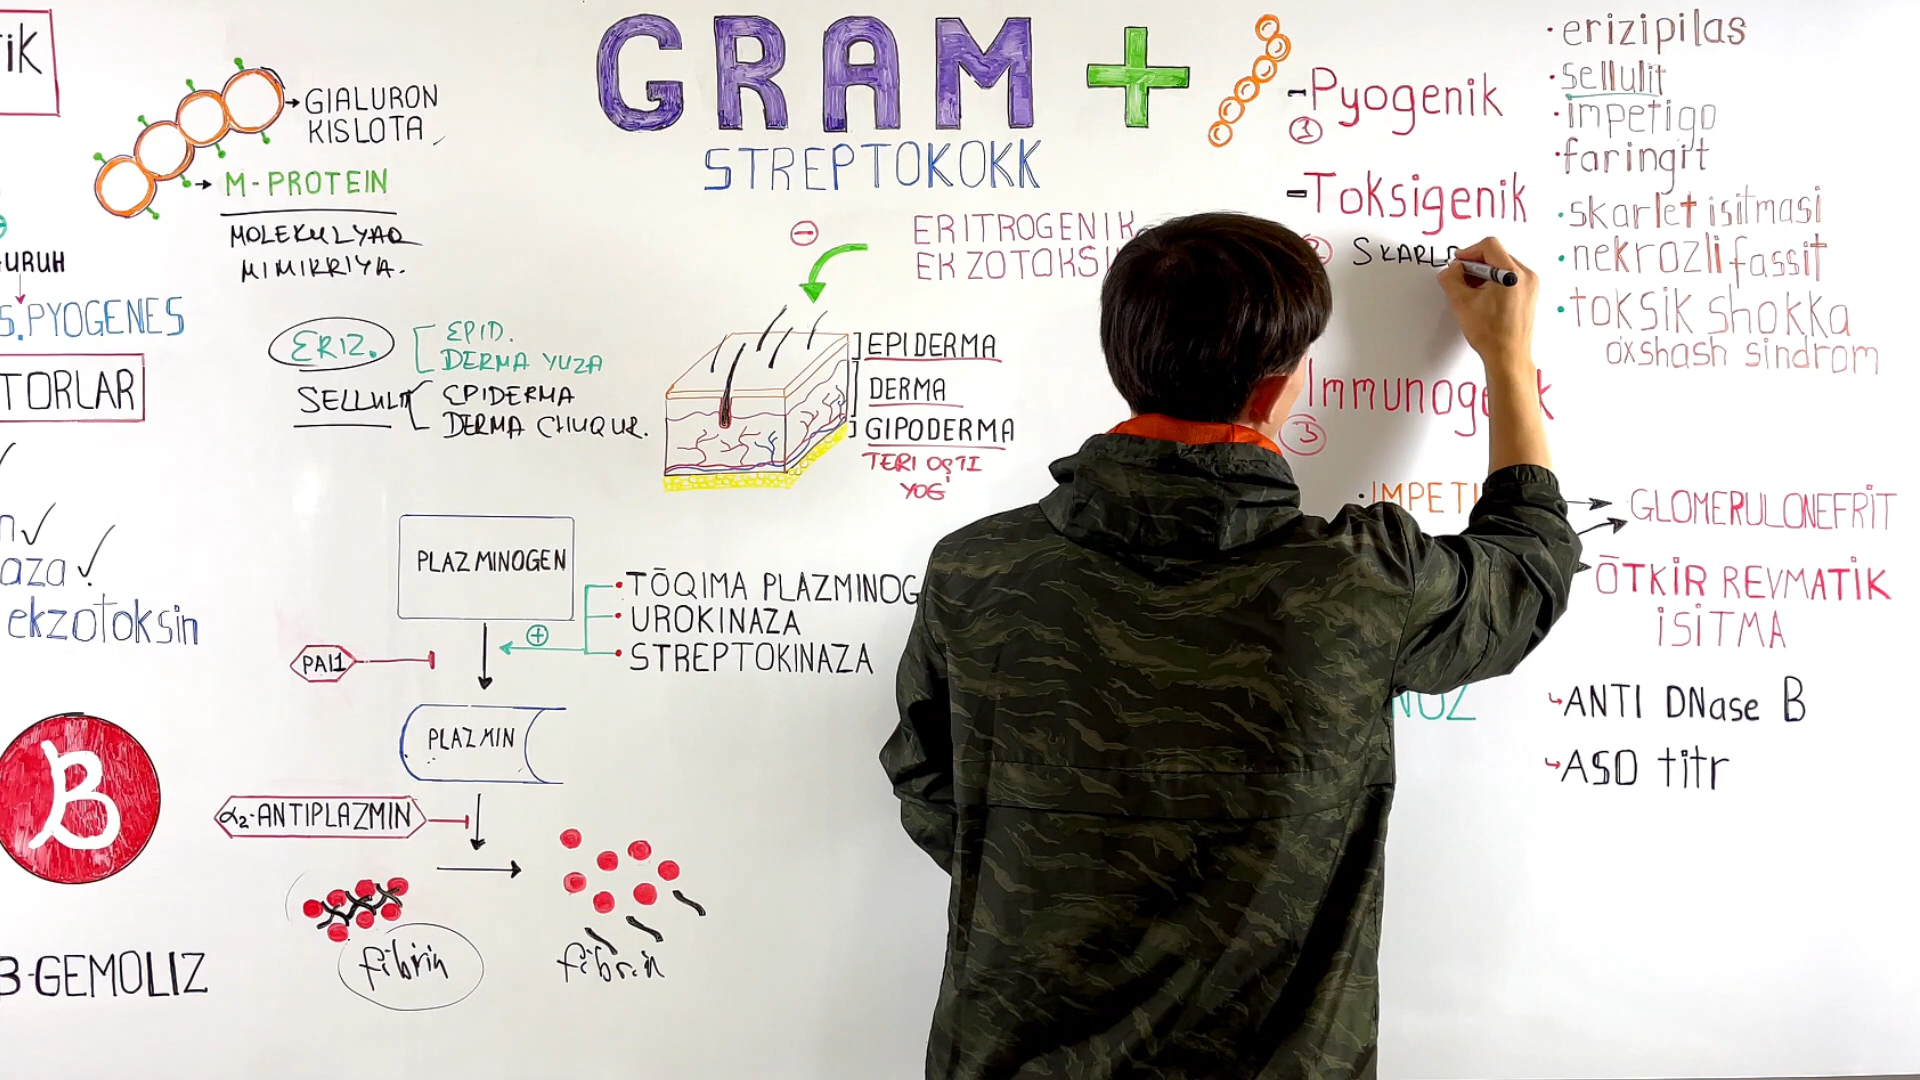 GRAM +
STREPTOKOKK
GIALURON
KISLOTA
M-PROTEIN
MOLEKULYAR
MIMIKRIYA.
URUH
S.PYOGENES
TORLAR
ERIZ.
EPID.
DERMA YUZA
SELLULIT
EPIDERMA
DERMA CHUQUR.
aza
ekzotoksin
B
B-GEMOLIZ
ERITROGENIK
EPIDERMA
DERMA
GIPODERMA
TERI OSTI
YOG'
PLAZMINOGEN
TŌQIMA PLAZMINOG
UROKINAZA
STREPTOKINAZA
+
PAI1
PLAZMIN
α2-ANTIPLAZMIN
fibrin
fibrin
-Pyogenik
1
-Toksigenik
3
·erizipilas
·sellulit
·impetigo
·faringit
·skarlet isitmasi
·nekrozli fassit
·toksik shokka
oxshash sindrom
GLOMERULONEFRIT
ŌTKIR REVMATIK
ISITMA
ANTI DNase B
ASO titr